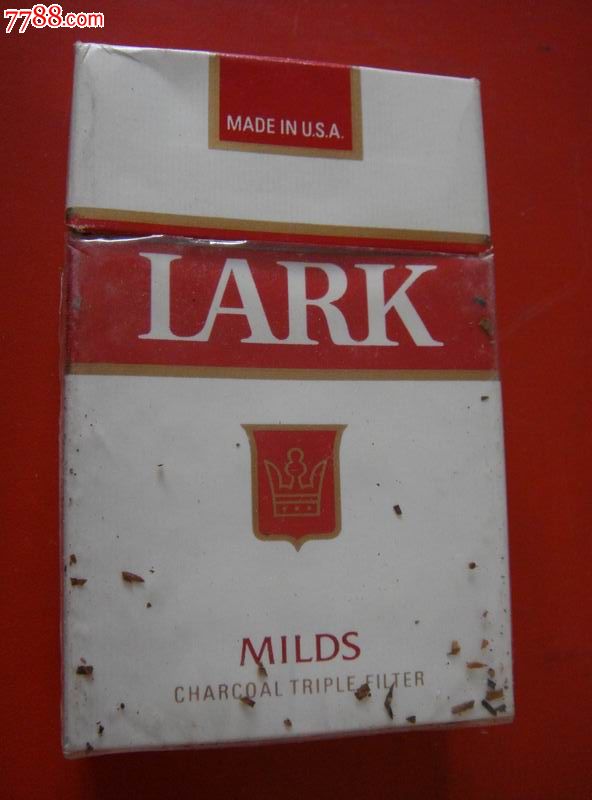 7788.com
MADE IN U.S.A.
LARK
MILDS
CHARCOAL TRIPLE FILTER